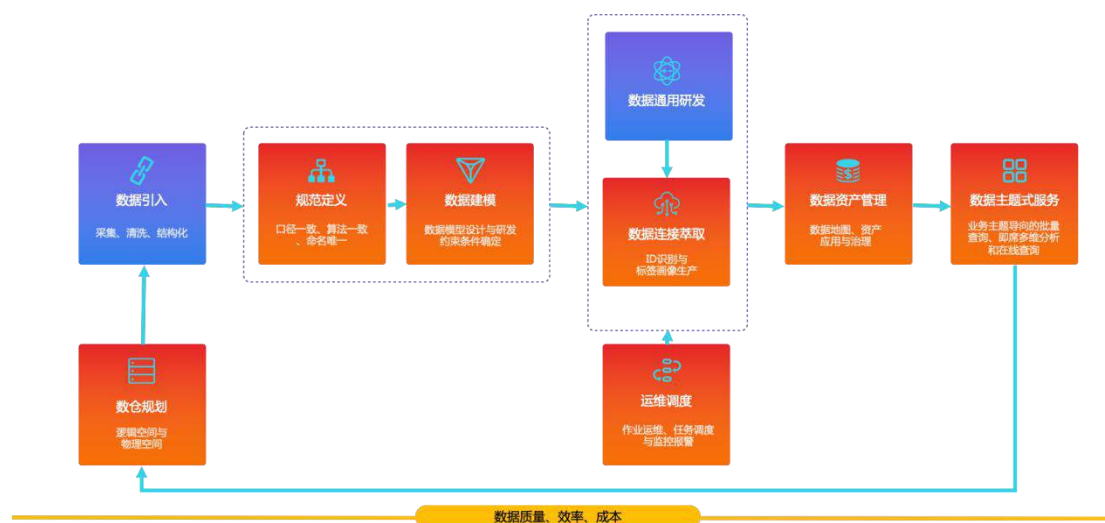 数据通用研发
数据引入
采集、清洗、结构化
规范定义
口径一致、算法一致
、命名唯一
数据建模
数据模型设计与研发
约束条件确定
数据连接萃取
ID识别与
标签画像生产
数据资产管理
数据地图、资产
应用与治理
数据主题式服务
业务主题导向的批量
查询、即席多维分析
和在线查询
数仓规划
逻辑空间与
物理空间
运维调度
作业运维、任务调度
与监控报警
数据质量、效率、成本